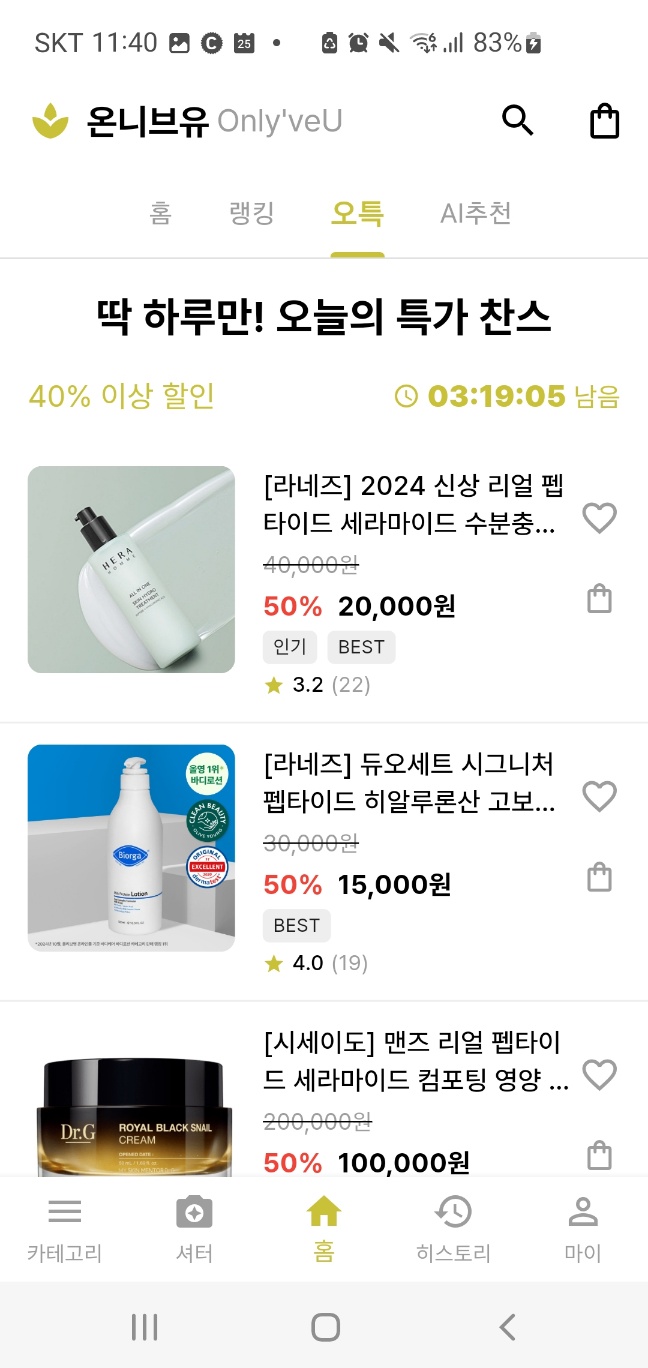 SKT 11:40 25 83%
온니브유 Only'veU
홈 랭킹 오특 AI추천
딱 하루만! 오늘의 특가 찬스
40% 이상 할인 03:19:05 남음
[라네즈] 2024 신상 리얼 펩
타이드 세라마이드 수분충...
40,000원
50% 20,000원
인기 BEST
3.2 (22)
HERA
HOMME
ALL IN ONE
SKIN HYDRO
TREATMENT
[라네즈] 듀오세트 시그니처
펩타이드 히알루론산 고보...
30,000원
50% 15,000원
BEST
4.0 (19)
올영 1위*
바디로션
CLEAN BEAUTY
OLIVE YOUNG
ORIGINAL
EXCELLENT
dermatest
Biorga
Lotion
[시세이도] 맨즈 리얼 펩타이
드 세라마이드 컴포팅 영양 ...
200,000원
50% 100,000원
Dr.G
ROYAL BLACK SNAIL
CREAM
OPENED DATE :
카테고리 셔터 홈 히스토리 마이